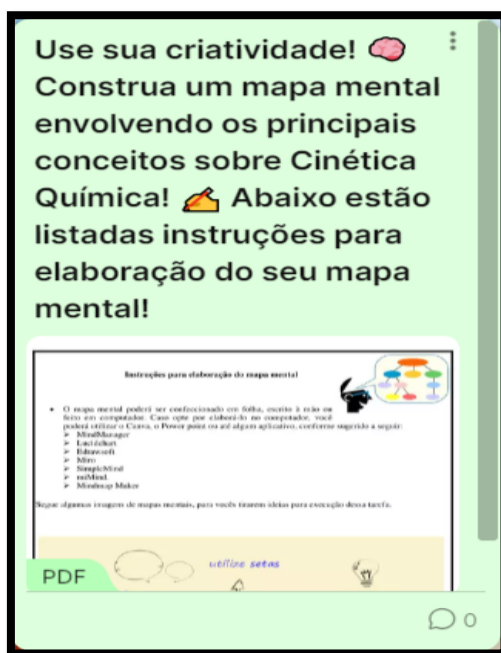 Use sua criatividade! 🧠
Construa um mapa mental
envolvendo os principais
conceitos sobre Cinética
Química! ✍️ Abaixo estão
listadas instruções para
elaboração do seu mapa
mental!
Instruções para elaboração do mapa mental
• O mapa mental poderá ser confeccionado em folha, escrito à mão ou
feito em computador. Caso opte por elaborá-lo no computador, você
poderá utilizar o Canva, o Power point ou até algum aplicativo, conforme sugerido a seguir:
➢ MindManager
➢ Lucidchart
➢ Edrawsoft
➢ Miro
➢ SimpleMind
➢ miMind
➢ Mindmap Maker
Segue algumas imagens de mapas mentais, para vocês tirarem ideias para execução dessa tarefa.
utilize setas
PDF
0